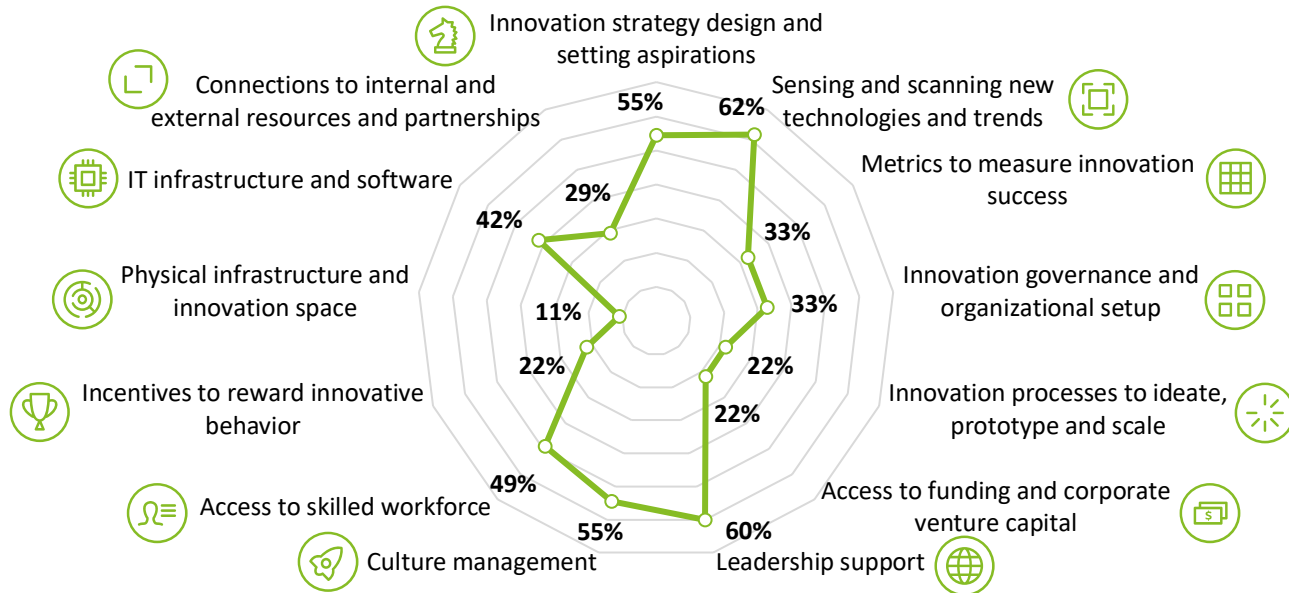 Innovation strategy design and
setting aspirations
Sensing and scanning new
technologies and trends
Metrics to measure innovation
success
Innovation governance and
organizational setup
Innovation processes to ideate,
prototype and scale
Access to funding and corporate
venture capital
Leadership support
Culture management
Access to skilled workforce
Incentives to reward innovative
behavior
Physical infrastructure and
innovation space
IT infrastructure and software
Connections to internal and
external resources and partnerships
55%
62%
33%
33%
22%
22%
60%
55%
49%
22%
11%
42%
29%
$